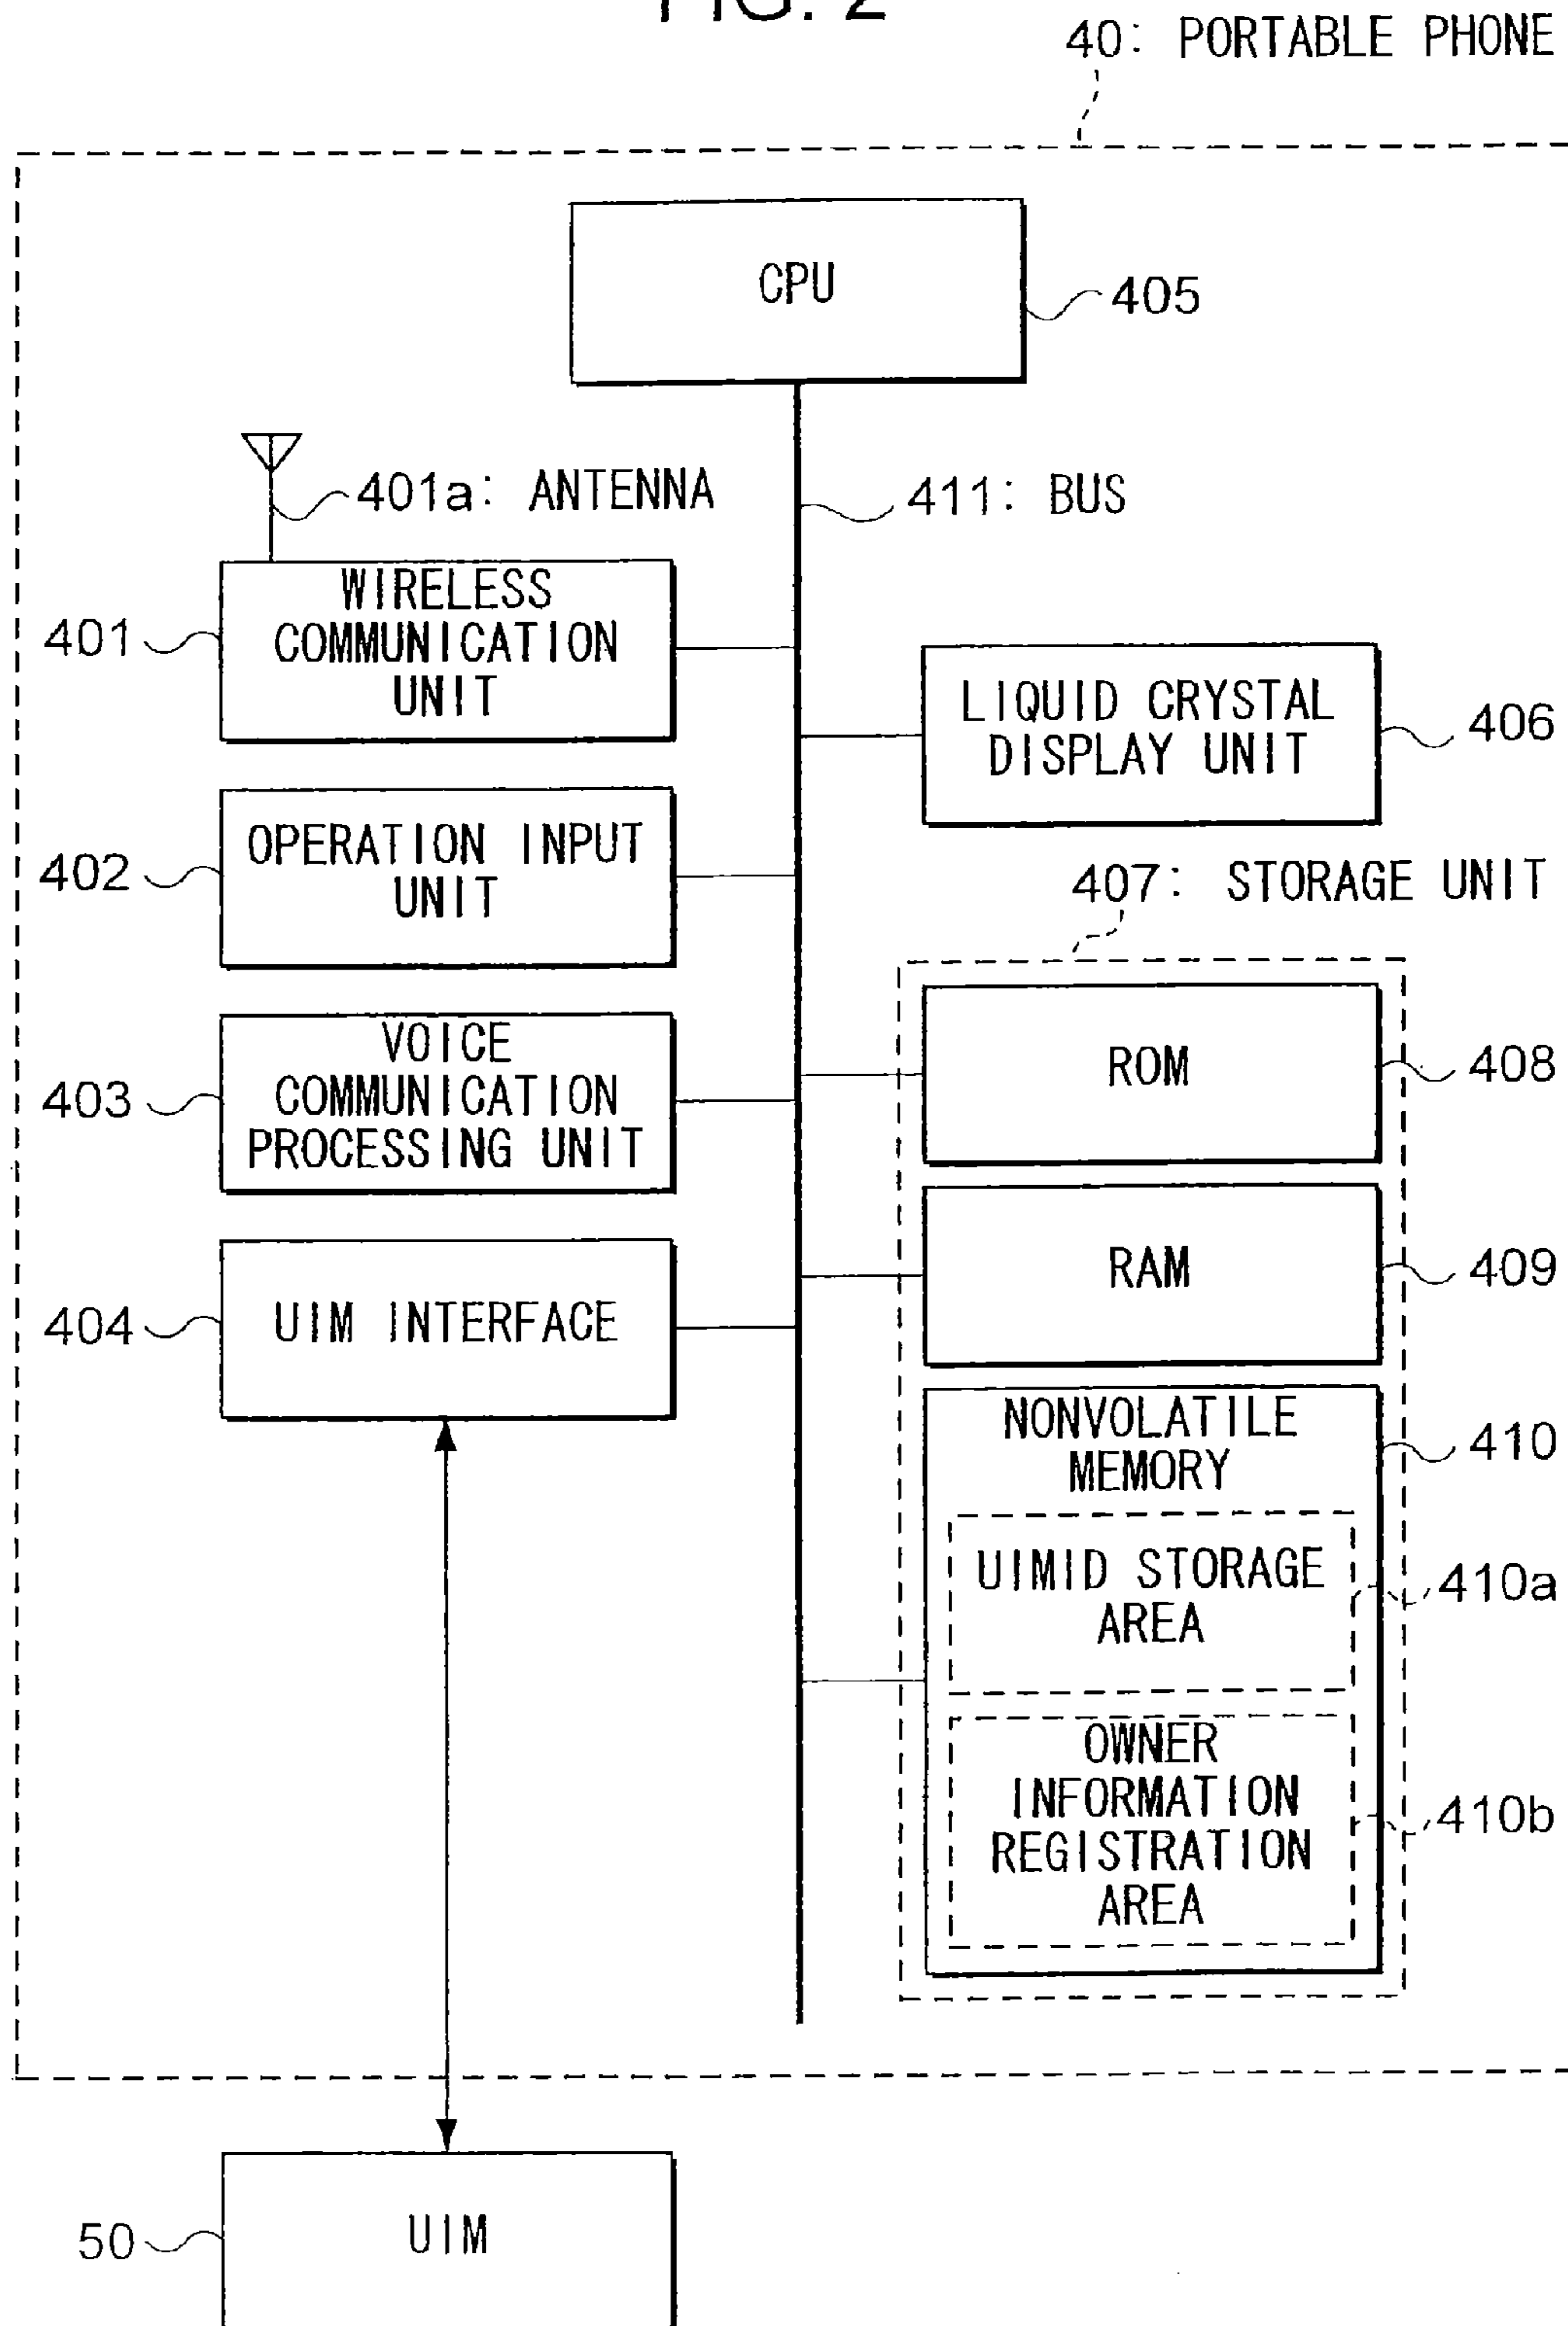 FIG. 2
40: PORTABLE PHONE
CPU
405
401a: ANTENNA
411: BUS
WIRELESS
COMMUNICATION
UNIT
401
LIQUID CRYSTAL
DISPLAY UNIT
406
OPERATION INPUT
UNIT
402
407: STORAGE UNIT
VOICE
COMMUNICATION
PROCESSING UNIT
403
ROM
408
UIM INTERFACE
404
RAM
409
NONVOLATILE
MEMORY
410
UIMID STORAGE
AREA
410a
OWNER
INFORMATION
REGISTRATION
AREA
410b
UIM
50